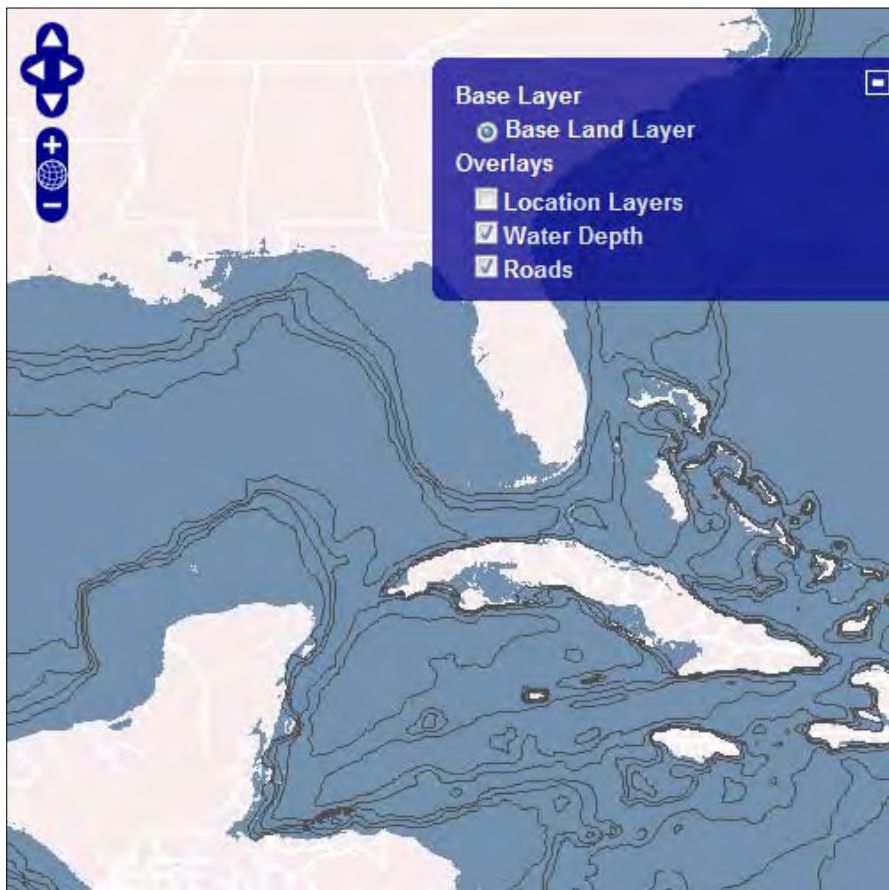 Base Layer
Base Land Layer
Overlays
Location Layers
Water Depth
Roads